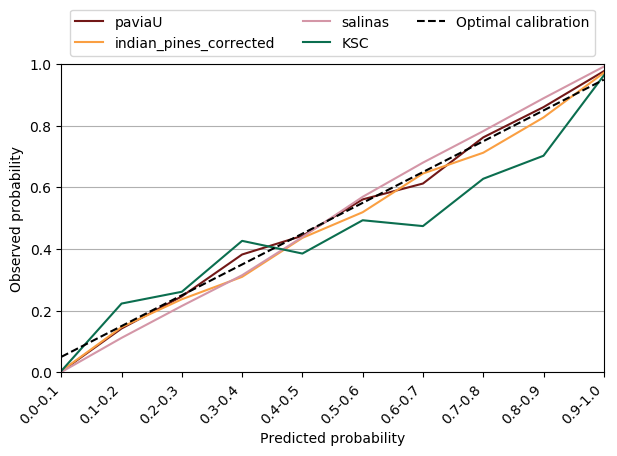 paviaU
indian_pines_corrected
salinas
KSC
Optimal calibration
Observed probability
1.0
0.8
0.6
0.4
0.2
0.0
0.0-0.1
0.1-0.2
0.2-0.3
0.3-0.4
0.4-0.5
0.5-0.6
0.6-0.7
0.7-0.8
0.8-0.9
0.9-1.0
Predicted probability